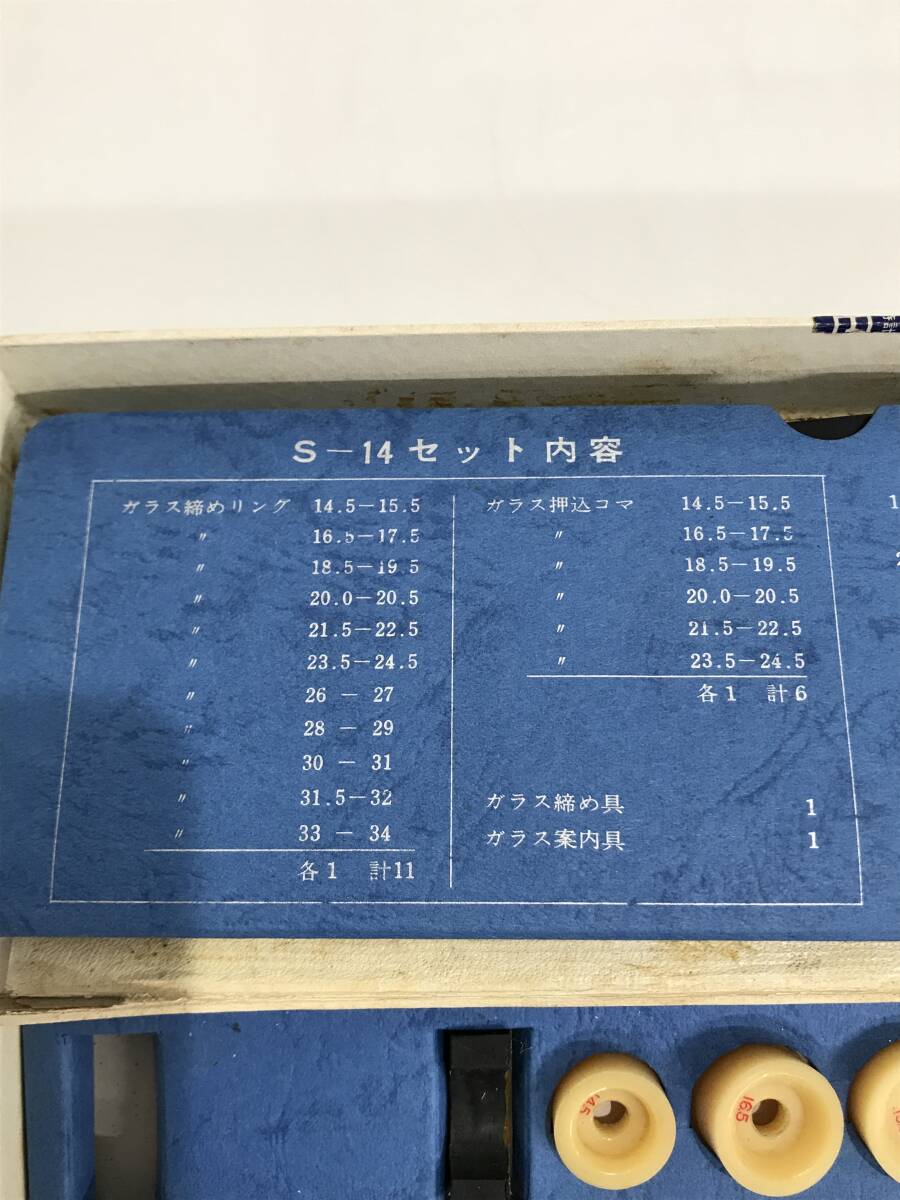 S－14セット内容
ガラス締めリング 14.5－15.5
〃 16.5－17.5
〃 18.5－19.5
〃 20.0－20.5
〃 21.5－22.5
〃 23.5－24.5
〃 26 － 27
〃 28 － 29
〃 30 － 31
〃 31.5－32
〃 33 － 34
各1 計11
ガラス押込コマ 14.5－15.5
〃 16.5－17.5
〃 18.5－19.5
〃 20.0－20.5
〃 21.5－22.5
〃 23.5－24.5
各1 計6
ガラス締め具 1
ガラス案内具 1
14.5
16.5